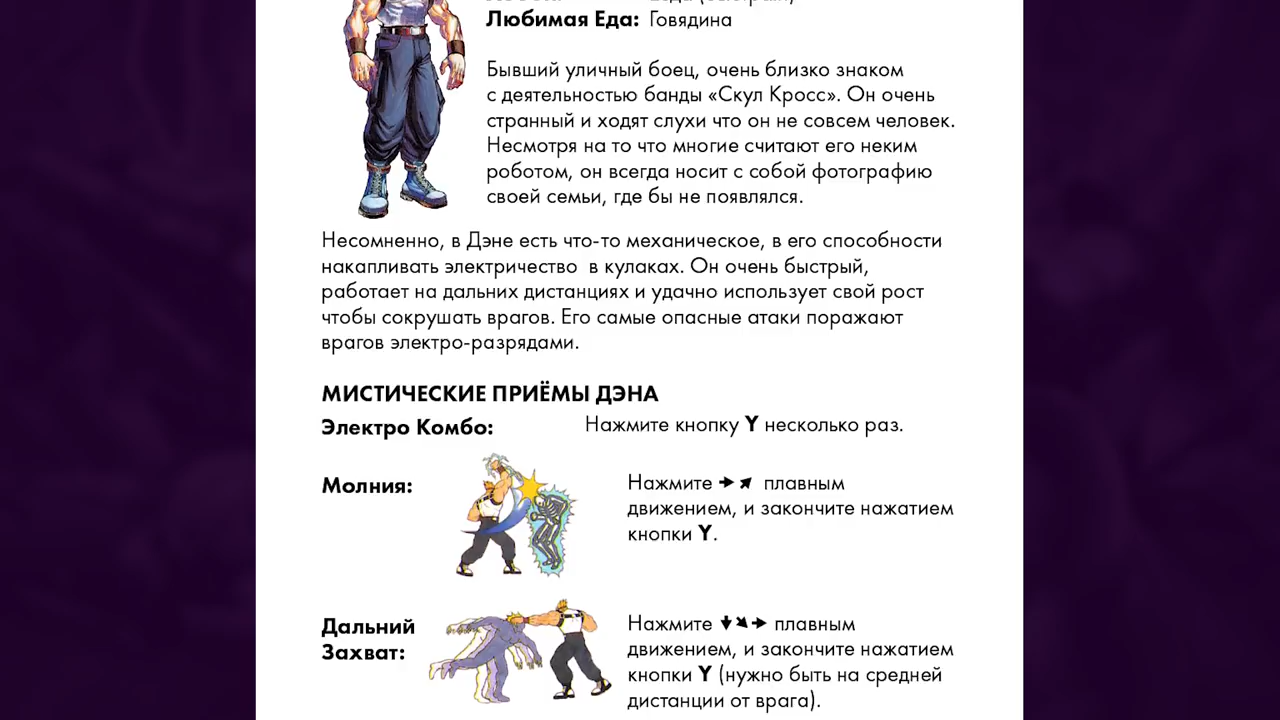 Любимая Еда: Говядина
Бывший уличный боец, очень близко знаком
с деятельностью банды «Скул Кросс». Он очень
странный и ходят слухи что он не совсем человек.
Несмотря на то что многие считают его неким
роботом, он всегда носит с собой фотографию
своей семьи, где бы не появлялся.
Несомненно, в Дэне есть что-то механическое, в его способности
накапливать электричество в кулаках. Он очень быстрый,
работает на дальних дистанциях и удачно использует свой рост
чтобы сокрушать врагов. Его самые опасные атаки поражают
врагов электро-разрядами.
МИСТИЧЕСКИЕ ПРИЁМЫ ДЭНА
Электро Комбо: Нажмите кнопку Y несколько раз.
Молния:
Нажмите → ↗ плавным
движением, и закончите нажатием
кнопки Y.
Дальний
Захват:
Нажмите ↓ ↘ → плавным
движением, и закончите нажатием
кнопки Y (нужно быть на средней
дистанции от врага).